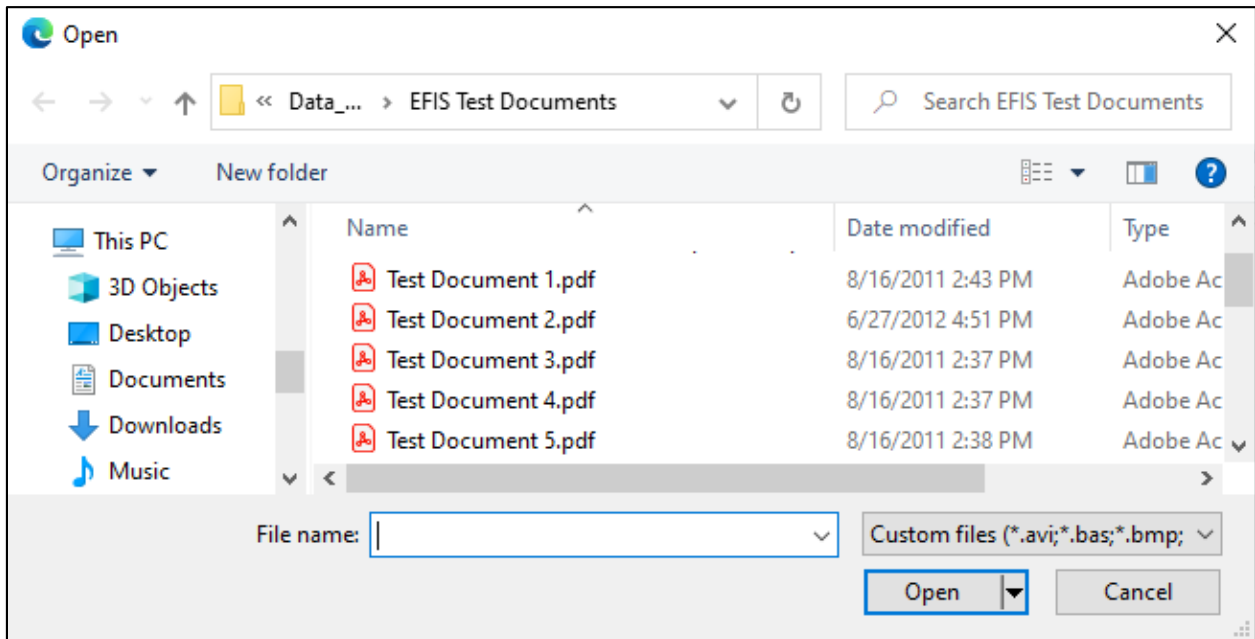 Open
« Data_... > EFIS Test Documents
Search EFIS Test Documents
Organize
New folder
Name Date modified Type
This PC
3D Objects
Desktop
Documents
Downloads
Music
Test Document 1.pdf 8/16/2011 2:43 PM Adobe Ac
Test Document 2.pdf 6/27/2012 4:51 PM Adobe Ac
Test Document 3.pdf 8/16/2011 2:37 PM Adobe Ac
Test Document 4.pdf 8/16/2011 2:37 PM Adobe Ac
Test Document 5.pdf 8/16/2011 2:38 PM Adobe Ac
File name:
Custom files (*.avi;*.bas;*.bmp;
Open
Cancel